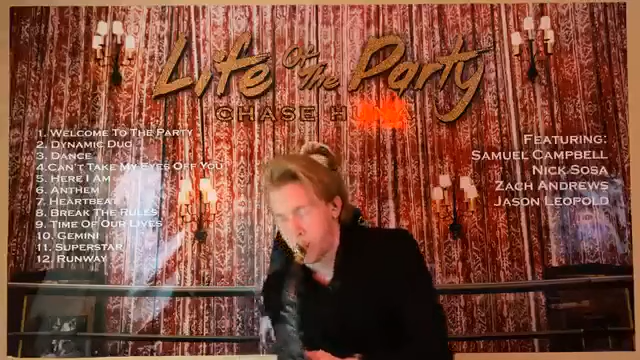 Life Of The Party
CHASE
1. WELCOME TO THE PARTY
2. DYNAMIC DUO
3. DANCE
4. CAN'T TAKE MY EYES OFF YOU
5. HERE I AM
6. ANTHEM
7. HEARTBEAT
8. BREAK THE RULES
9. TIME OF OUR LIVES
10. GEMINI
11. SUPERSTAR
12. RUNWAY
FEATURING:
SAMUEL CAMPBELL
NICK SOSA
ZACH ANDREWS
JASON LEOPOLD